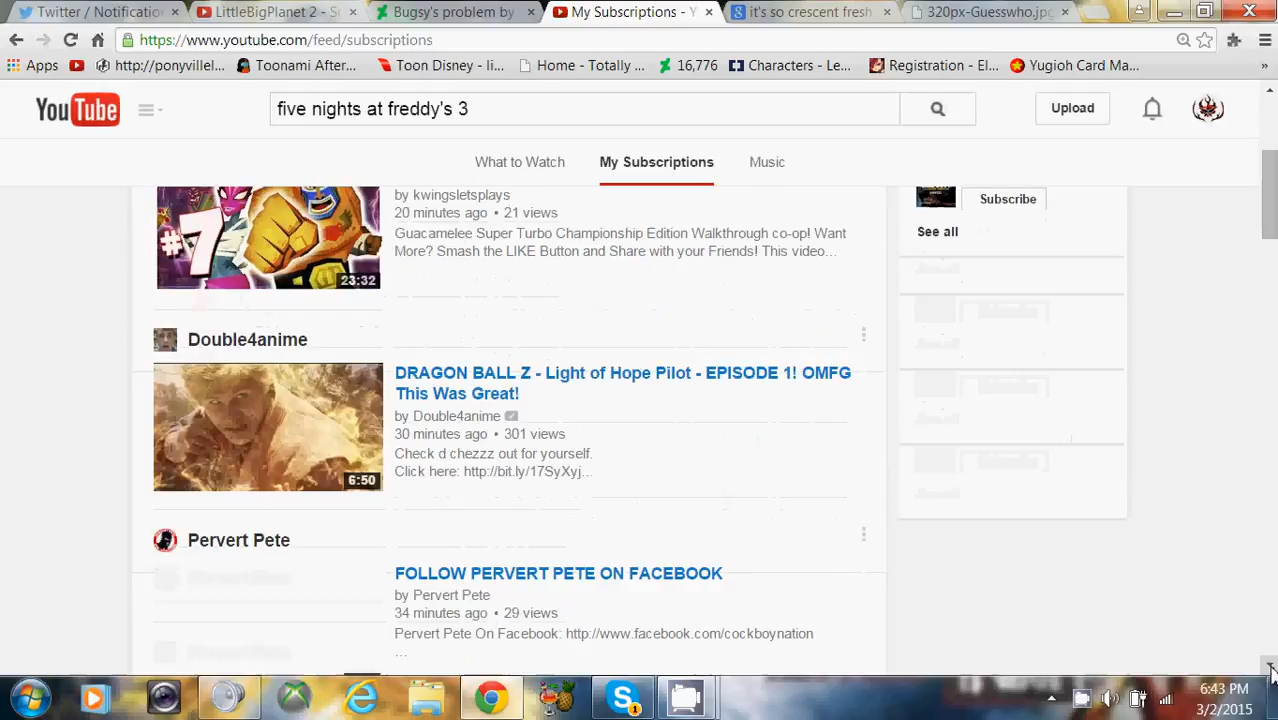 Twitter / Notification
LittleBigPlanet 2 - S
Bugsy's problem by
My Subscriptions - Y
it's so crescent fresh
320px-Guesswho.jpg
https://www.youtube.com/feed/subscriptions
Apps
http://ponyvillel...
Toonami After...
Toon Disney - li...
Home - Totally ...
16,776
Characters - Le...
Registration - El...
Yugioh Card Ma...
»
YouTube
five nights at freddy's 3
Upload
What to Watch
My Subscriptions
Music
#7
23:32
by kwingsletsplays
20 minutes ago • 21 views
Guacamelee Super Turbo Championship Edition Walkthrough co-op! Want
More? Smash the LIKE Button and Share with your Friends! This video...
Subscribe
See all
Double4anime
6:50
DRAGON BALL Z - Light of Hope Pilot - EPISODE 1! OMFG
This Was Great!
by Double4anime
30 minutes ago • 301 views
Check d chezzz out for yourself.
Click here: http://bit.ly/17SyXyj...
Pervert Pete
FOLLOW PERVERT PETE ON FACEBOOK
by Pervert Pete
34 minutes ago • 29 views
Pervert Pete On Facebook: http://www.facebook.com/cockboynation
...
1
6:43 PM
3/2/2015